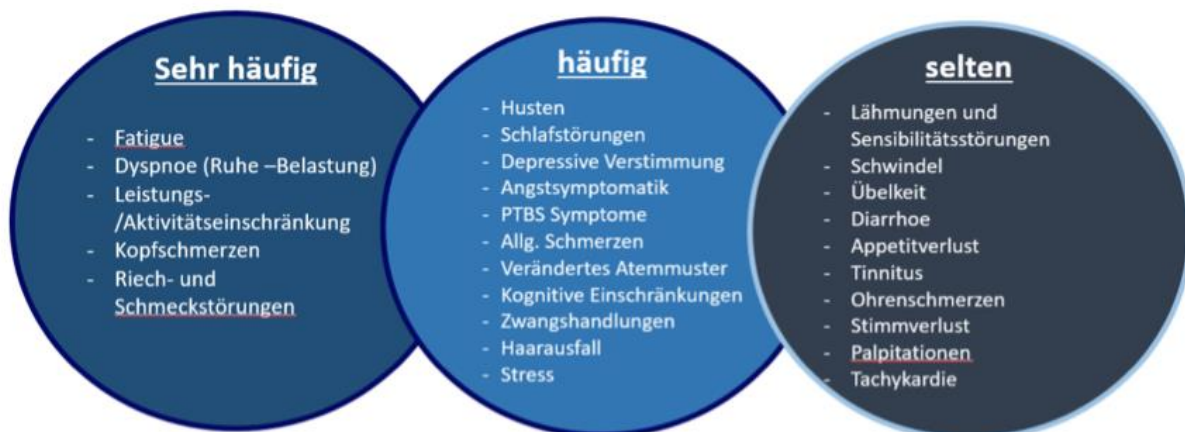 Sehr häufig
- Fatigue
- Dyspnoe (Ruhe –Belastung)
- Leistungs-
/Aktivitätseinschränkung
- Kopfschmerzen
- Riech- und
Schmeckstörungen
häufig
- Husten
- Schlafstörungen
- Depressive Verstimmung
- Angstsymptomatik
- PTBS Symptome
- Allg. Schmerzen
- Verändertes Atemmuster
- Kognitive Einschränkungen
- Zwangshandlungen
- Haarausfall
- Stress
selten
- Lähmungen und
Sensibilitätsstörungen
- Schwindel
- Übelkeit
- Diarrhoe
- Appetitverlust
- Tinnitus
- Ohrenschmerzen
- Stimmverlust
- Palpitationen
- Tachykardie